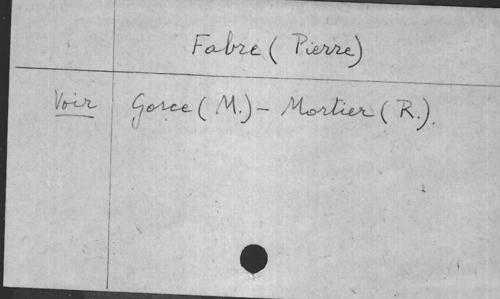 Fabre (Pierre)
Voir Gorce (M.) - Mortier (R.).